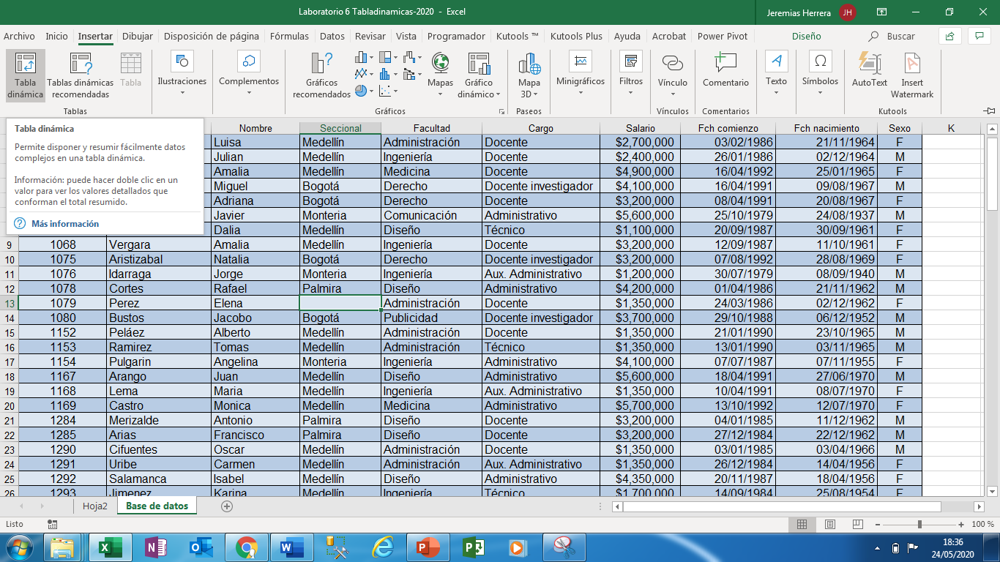 Laboratorio 6 Tabladinamicas-2020 - Excel
Jeremias Herrera JH
Archivo Inicio Insertar Dibujar Disposición de página Fórmulas Datos Revisar Vista Programador Kutools ™ Kutools Plus Ayuda Acrobat Power Pivot Diseño Buscar
Tabla dinámica
Tablas dinámicas recomendadas
Tabla
Ilustraciones
Complementos
Gráficos recomendados
Mapas
Gráfico dinámico
Mapa 3D
Minigráficos
Filtros
Vínculo
Comentario
Texto
Símbolos
AutoText
Insert Watermark
Tablas Gráficos Paseos Vínculos Comentarios Kutools
Tabla dinámica
Permite disponer y resumir fácilmente datos
complejos en una tabla dinámica.
Información: puede hacer doble clic en un
valor para ver los valores detallados que
conforman el total resumido.
Más información
Nombre Seccional Facultad Cargo Salario Fch comienzo Fch nacimiento Sexo K
Luisa Medellín Administración Docente $2,700,000 03/02/1986 21/11/1964 F
Julian Medellín Ingeniería Docente $2,400,000 26/01/1986 02/12/1964 M
Amalia Medellín Medicina Docente $4,900,000 16/04/1992 25/01/1965 F
Miguel Bogotá Derecho Docente investigador $4,100,000 16/04/1991 09/08/1967 M
Adriana Bogotá Derecho Docente $3,200,000 08/04/1991 20/08/1967 F
Javier Monteria Comunicación Administrativo $5,600,000 25/10/1979 24/08/1937 M
Dalia Medellín Diseño Técnico $1,100,000 20/09/1987 30/09/1961 F
9 1068 Vergara Amalia Medellín Ingeniería Docente $3,200,000 12/09/1987 11/10/1961 F
10 1075 Aristizabal Natalia Bogotá Derecho Docente investigador $3,200,000 07/08/1992 28/08/1969 F
11 1076 Idarraga Jorge Monteria Ingeniería Aux. Administrativo $1,200,000 30/07/1979 08/09/1940 M
12 1078 Cortes Rafael Palmira Diseño Administrativo $4,200,000 01/04/1986 21/11/1962 M
13 1079 Perez Elena Administración Docente $1,350,000 24/03/1986 02/12/1962 F
14 1080 Bustos Jacobo Bogotá Publicidad Docente investigador $3,700,000 29/10/1988 06/12/1952 M
15 1152 Peláez Alberto Medellín Administración Docente $1,350,000 21/01/1990 23/10/1965 M
16 1153 Ramirez Tomas Medellín Administración Técnico $1,350,000 13/01/1990 03/11/1965 M
17 1154 Pulgarin Angelina Monteria Ingeniería Administrativo $4,100,000 07/07/1987 07/11/1955 F
18 1167 Arango Juan Medellín Diseño Administrativo $5,600,000 18/04/1991 27/06/1970 M
19 1168 Lema Maria Medellín Ingeniería Aux. Administrativo $1,350,000 10/04/1991 08/07/1970 F
20 1169 Castro Monica Medellín Medicina Administrativo $5,700,000 13/10/1992 12/07/1970 F
21 1284 Merizalde Antonio Palmira Diseño Docente $3,200,000 04/01/1985 11/12/1962 M
22 1285 Arias Francisco Palmira Diseño Docente $3,200,000 27/12/1984 22/12/1962 M
23 1290 Cifuentes Oscar Medellín Administración Docente $1,350,000 03/01/1985 03/04/1966 M
24 1291 Uribe Carmen Medellín Administración Aux. Administrativo $1,350,000 26/12/1984 14/04/1956 F
25 1292 Salamanca Isabel Medellín Diseño Administrativo $4,350,000 20/11/1987 18/04/1956 F
26 1293 Jimenez Karina Medellín Ingeniería Técnico $1,700,000 14/09/1984 25/08/1954 F
Hoja2 Base de datos
Listo 100 %
18:36
24/05/2020